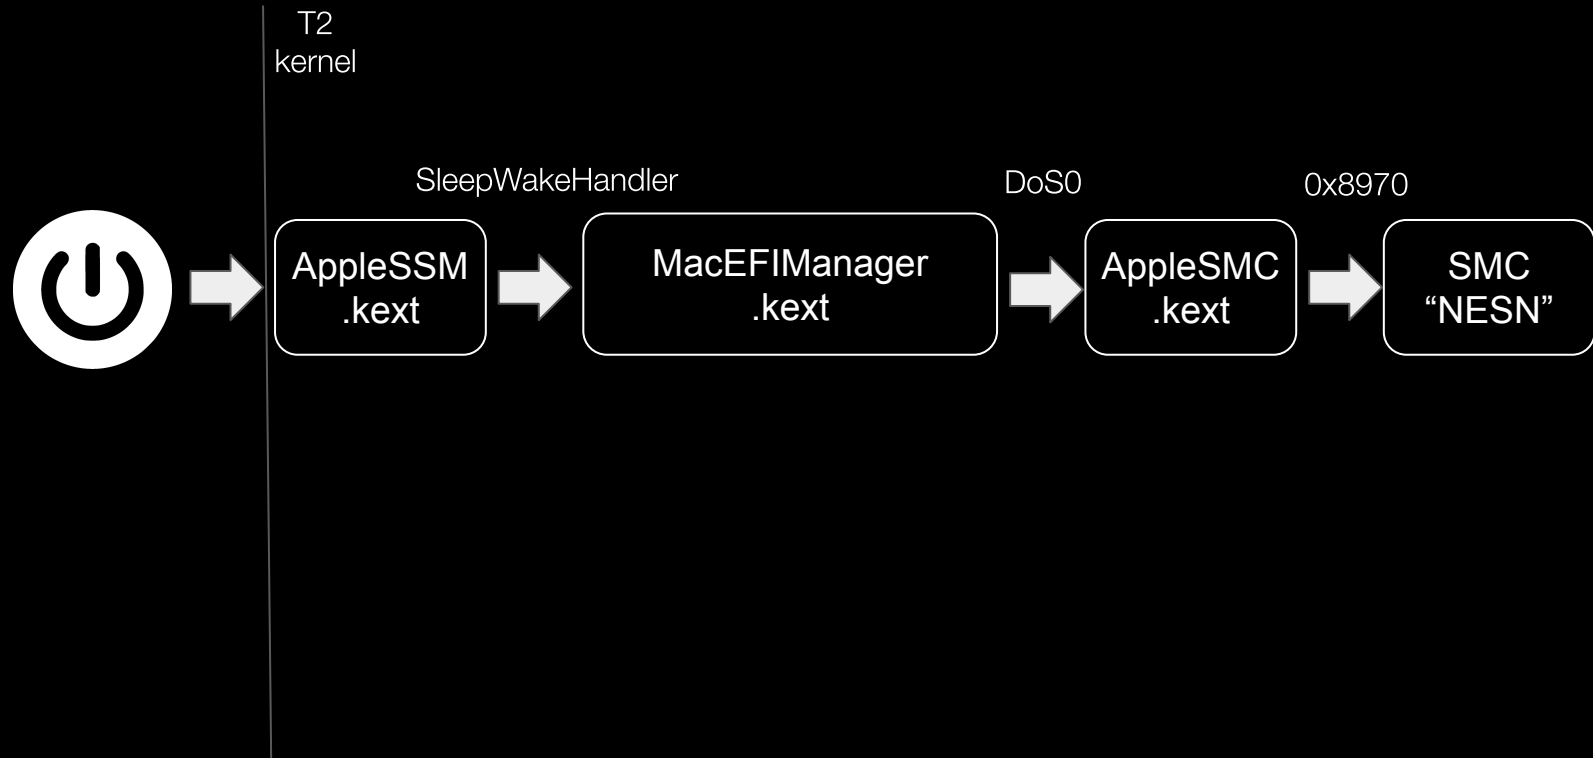 T2
kernel
SleepWakeHandler
DoS0
0x8970
AppleSSM
.kext
MacEFIManager
.kext
AppleSMC
.kext
SMC
“NESN”